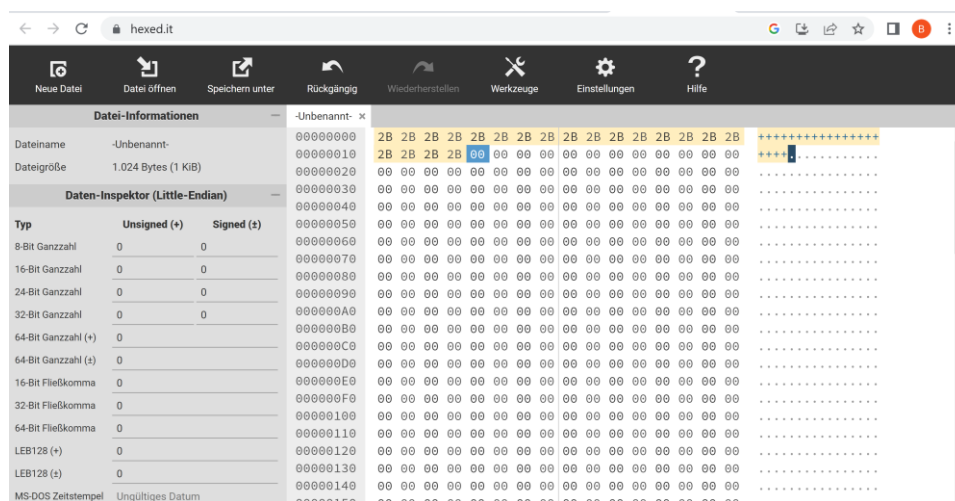 hexed.it
G
B
Neue Datei
Datei öffnen
Speichern unter
Rückgängig
Wiederherstellen
Werkzeuge
Einstellungen
?
Hilfe
Datei-Informationen
Dateiname -Unbenannt-
Dateigröße 1.024 Bytes (1 KiB)
Daten-Inspektor (Little-Endian)
Typ Unsigned (+) Signed (±)
8-Bit Ganzzahl 0 0
16-Bit Ganzzahl 0 0
24-Bit Ganzzahl 0 0
32-Bit Ganzzahl 0 0
64-Bit Ganzzahl (+) 0
64-Bit Ganzzahl (±) 0
16-Bit Fließkomma 0
32-Bit Fließkomma 0
64-Bit Fließkomma 0
LEB128 (+) 0
LEB128 (±) 0
MS-DOS Zeitstempel Ungültiges Datum
-Unbenannt- ×
00000000 2B 2B 2B 2B 2B 2B 2B 2B 2B 2B 2B 2B 2B 2B 2B 2B ++++++++++++++++
00000010 2B 2B 2B 2B 00 00 00 00 00 00 00 00 00 00 00 00 ++++............
00000020 00 00 00 00 00 00 00 00 00 00 00 00 00 00 00 00 ................
00000030 00 00 00 00 00 00 00 00 00 00 00 00 00 00 00 00 ................
00000040 00 00 00 00 00 00 00 00 00 00 00 00 00 00 00 00 ................
00000050 00 00 00 00 00 00 00 00 00 00 00 00 00 00 00 00 ................
00000060 00 00 00 00 00 00 00 00 00 00 00 00 00 00 00 00 ................
00000070 00 00 00 00 00 00 00 00 00 00 00 00 00 00 00 00 ................
00000080 00 00 00 00 00 00 00 00 00 00 00 00 00 00 00 00 ................
00000090 00 00 00 00 00 00 00 00 00 00 00 00 00 00 00 00 ................
000000A0 00 00 00 00 00 00 00 00 00 00 00 00 00 00 00 00 ................
000000B0 00 00 00 00 00 00 00 00 00 00 00 00 00 00 00 00 ................
000000C0 00 00 00 00 00 00 00 00 00 00 00 00 00 00 00 00 ................
000000D0 00 00 00 00 00 00 00 00 00 00 00 00 00 00 00 00 ................
000000E0 00 00 00 00 00 00 00 00 00 00 00 00 00 00 00 00 ................
000000F0 00 00 00 00 00 00 00 00 00 00 00 00 00 00 00 00 ................
00000100 00 00 00 00 00 00 00 00 00 00 00 00 00 00 00 00 ................
00000110 00 00 00 00 00 00 00 00 00 00 00 00 00 00 00 00 ................
00000120 00 00 00 00 00 00 00 00 00 00 00 00 00 00 00 00 ................
00000130 00 00 00 00 00 00 00 00 00 00 00 00 00 00 00 00 ................
00000140 00 00 00 00 00 00 00 00 00 00 00 00 00 00 00 00 ................